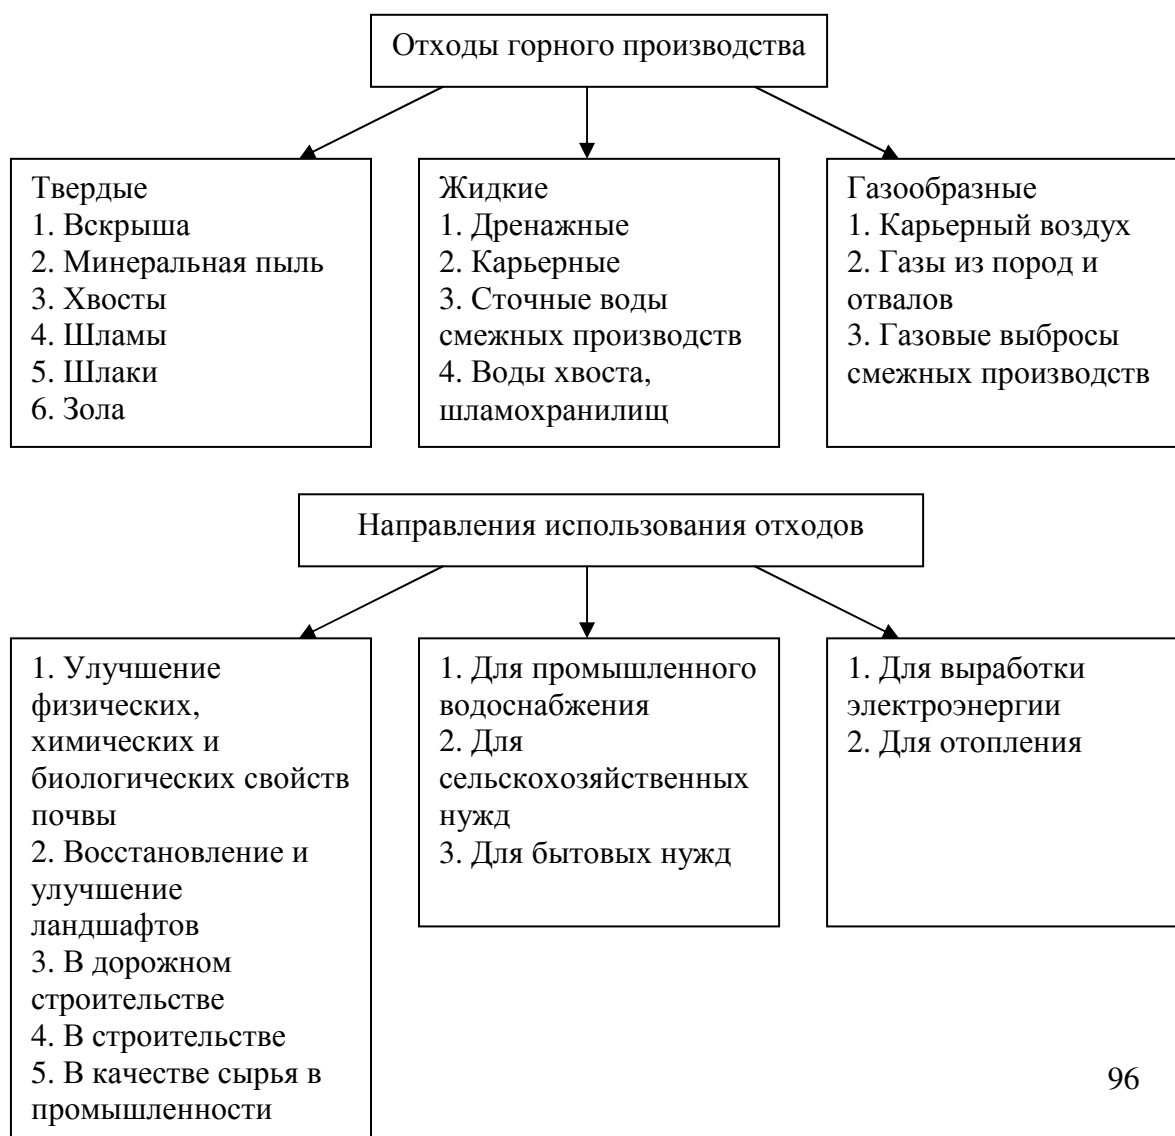 Отходы горного производства
Твердые
1. Вскрыша
2. Минеральная пыль
3. Хвосты
4. Шламы
5. Шлаки
6. Зола
Жидкие
1. Дренажные
2. Карьерные
3. Сточные воды
смежных производств
4. Воды хвоста,
шламохранилищ
Газообразные
1. Карьерный воздух
2. Газы из пород и
отвалов
3. Газовые выбросы
смежных производств
Направления использования отходов
1. Улучшение
физических,
химических и
биологических свойств
почвы
2. Восстановление и
улучшение
ландшафтов
3. В дорожном
строительстве
4. В строительстве
5. В качестве сырья в
промышленности
1. Для промышленного
водоснабжения
2. Для
сельскохозяйственных
нужд
3. Для бытовых нужд
1. Для выработки
электроэнергии
2. Для отопления
96